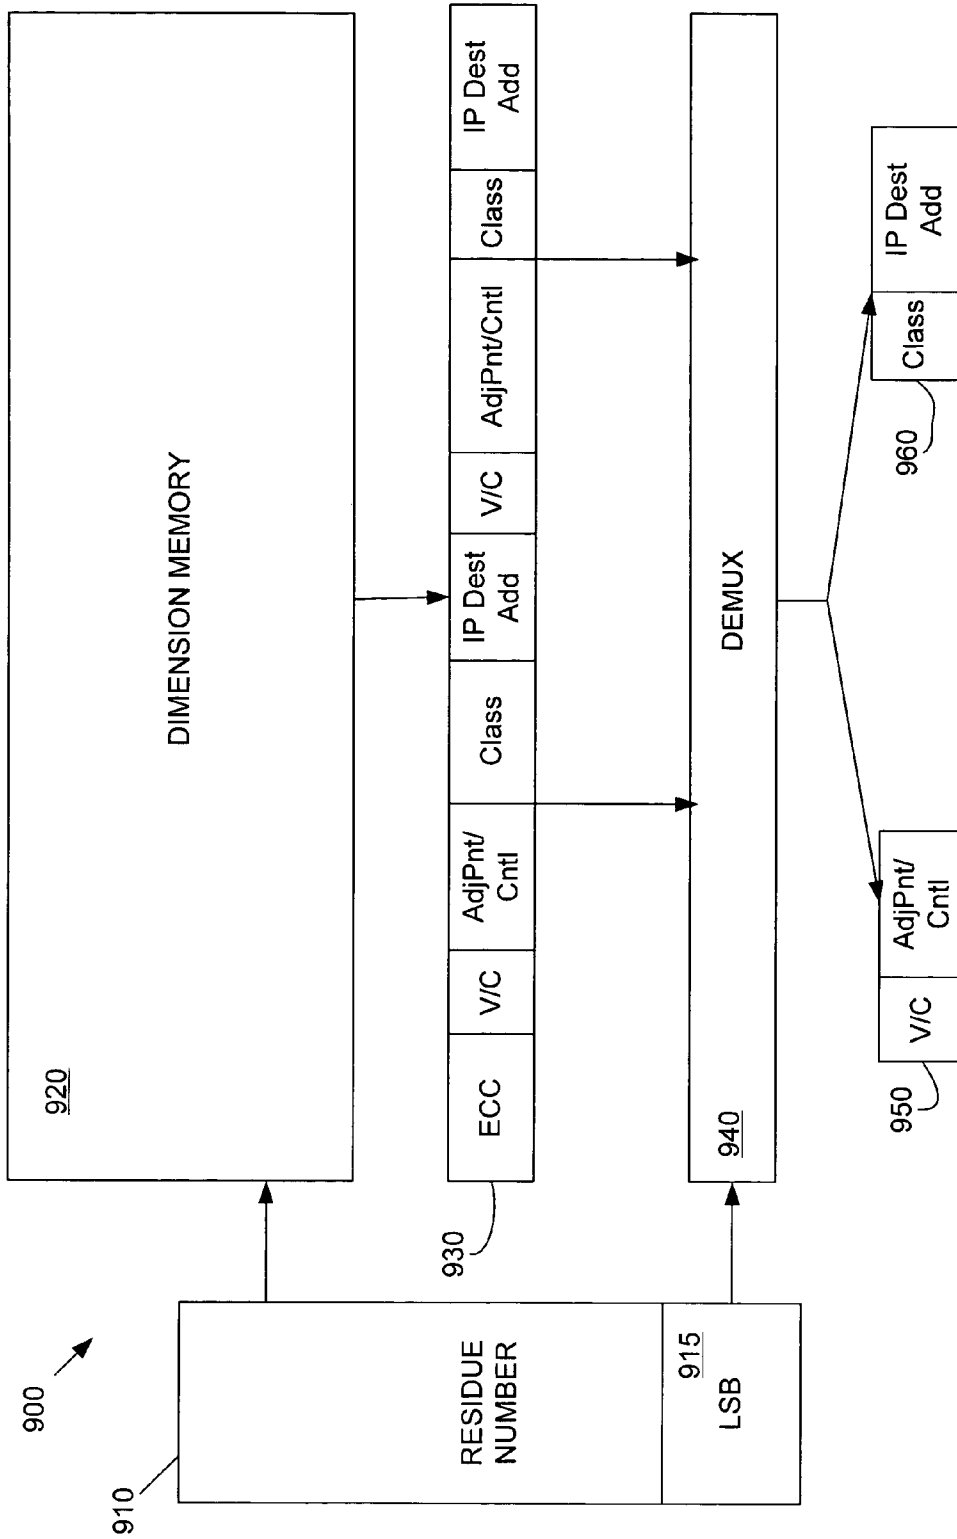 900
910
RESIDUE
NUMBER
915
LSB
920
DIMENSION MEMORY
930
ECC
V/C
AdjPnt/
Cntl
Class
IP Dest
Add
V/C
AdjPnt/Cntl
Class
IP Dest
Add
940
DEMUX
950
V/C
AdjPnt/
Cntl
960
Class
IP Dest
Add